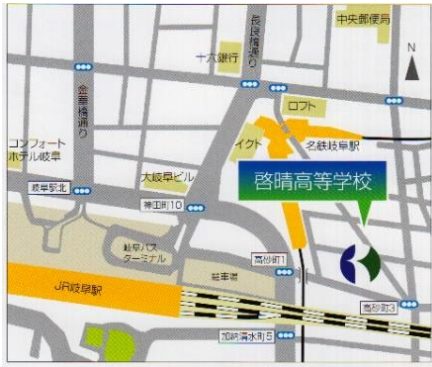 中央郵便局
長良橋通り
十六銀行
N
金華橋通り
ロフト
コンフォート
ホテル岐阜
イクト
名鉄岐阜駅
大岐阜ビル
啓晴高等学校
岐阜駅北
神田町10
岐阜バス
ターミナル
高砂町1
駐車場
JR岐阜駅
高砂町3
加納清水町5